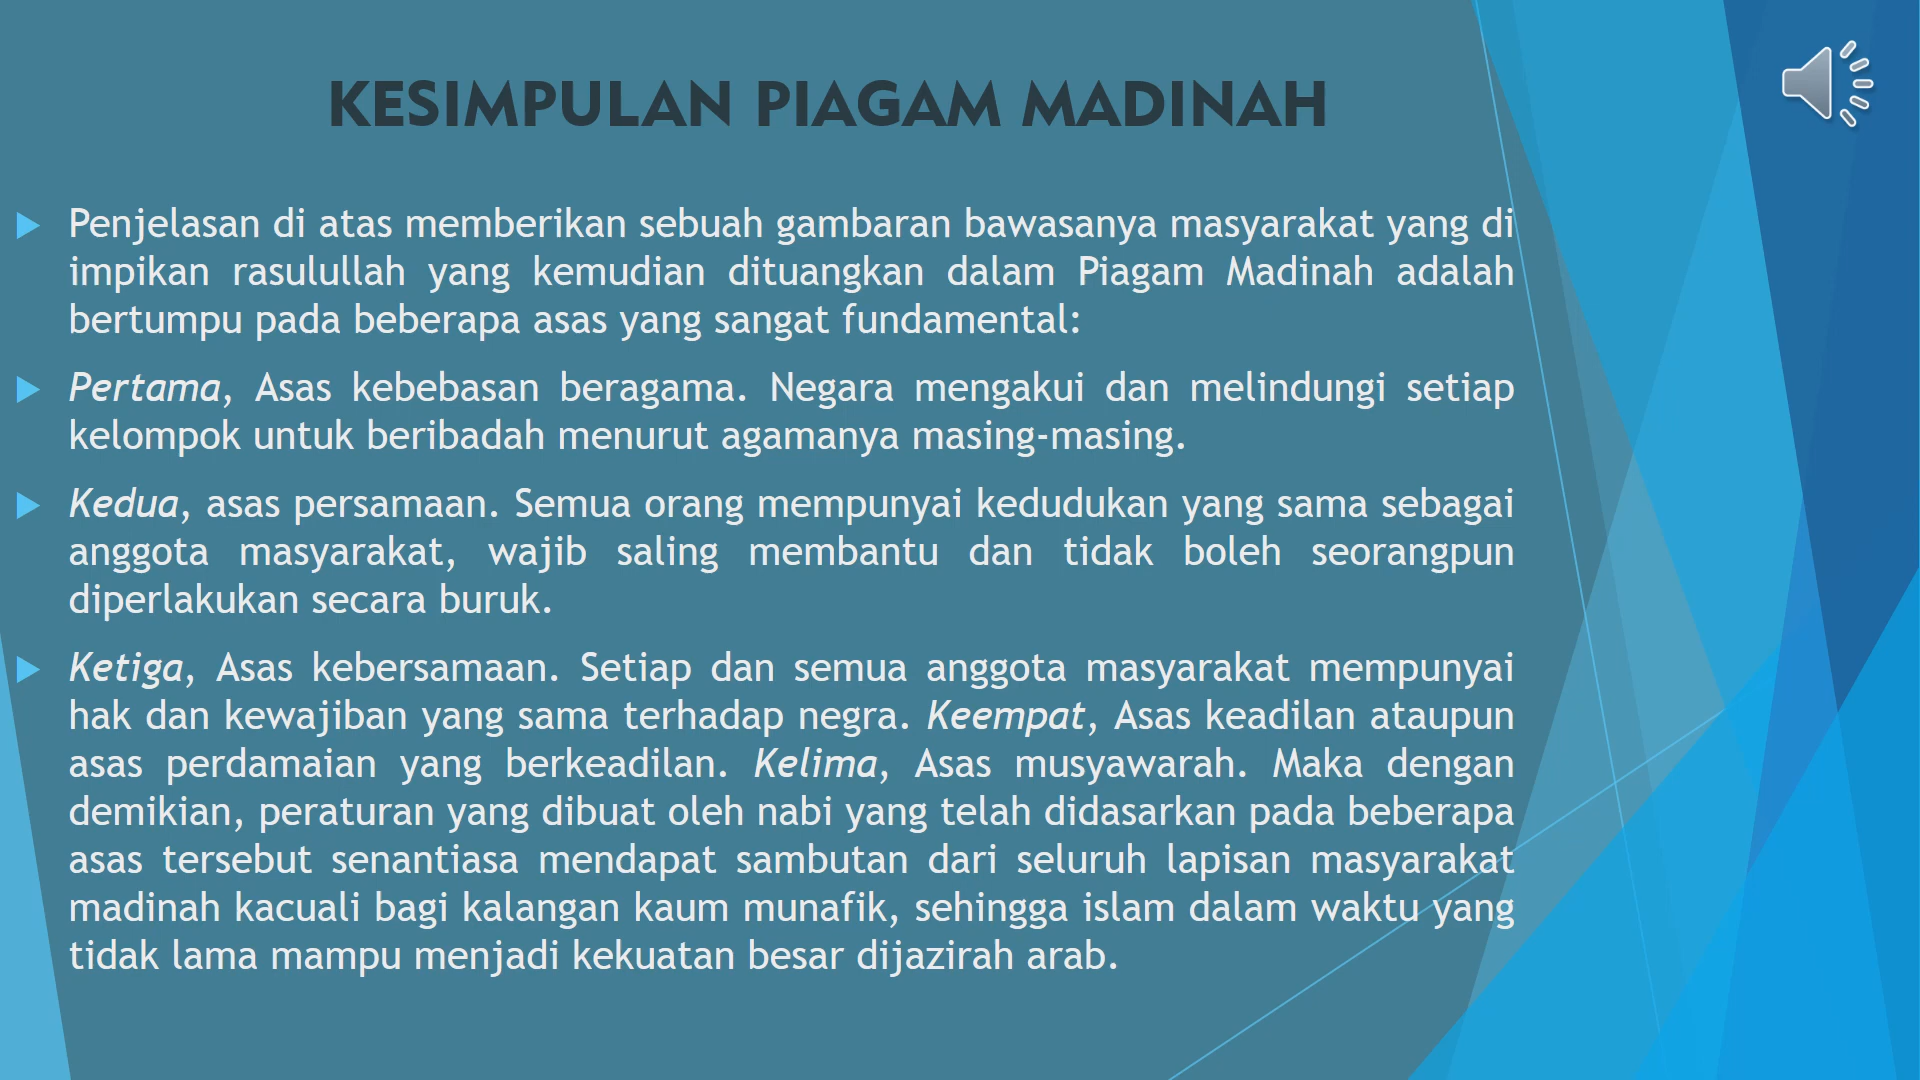 KESIMPULAN PIAGAM MADINAH
Penjelasan di atas memberikan sebuah gambaran bawasanya masyarakat yang di
impikan rasulullah yang kemudian dituangkan dalam Piagam Madinah adalah
bertumpu pada beberapa asas yang sangat fundamental:
Pertama, Asas kebebasan beragama. Negara mengakui dan melindungi setiap
kelompok untuk beribadah menurut agamanya masing-masing.
Kedua, asas persamaan. Semua orang mempunyai kedudukan yang sama sebagai
anggota masyarakat, wajib saling membantu dan tidak boleh seorangpun
diperlakukan secara buruk.
Ketiga, Asas kebersamaan. Setiap dan semua anggota masyarakat mempunyai
hak dan kewajiban yang sama terhadap negra. Keempat, Asas keadilan ataupun
asas perdamaian yang berkeadilan. Kelima, Asas musyawarah. Maka dengan
demikian, peraturan yang dibuat oleh nabi yang telah didasarkan pada beberapa
asas tersebut senantiasa mendapat sambutan dari seluruh lapisan masyarakat
madinah kacuali bagi kalangan kaum munafik, sehingga islam dalam waktu yang
tidak lama mampu menjadi kekuatan besar dijazirah arab.